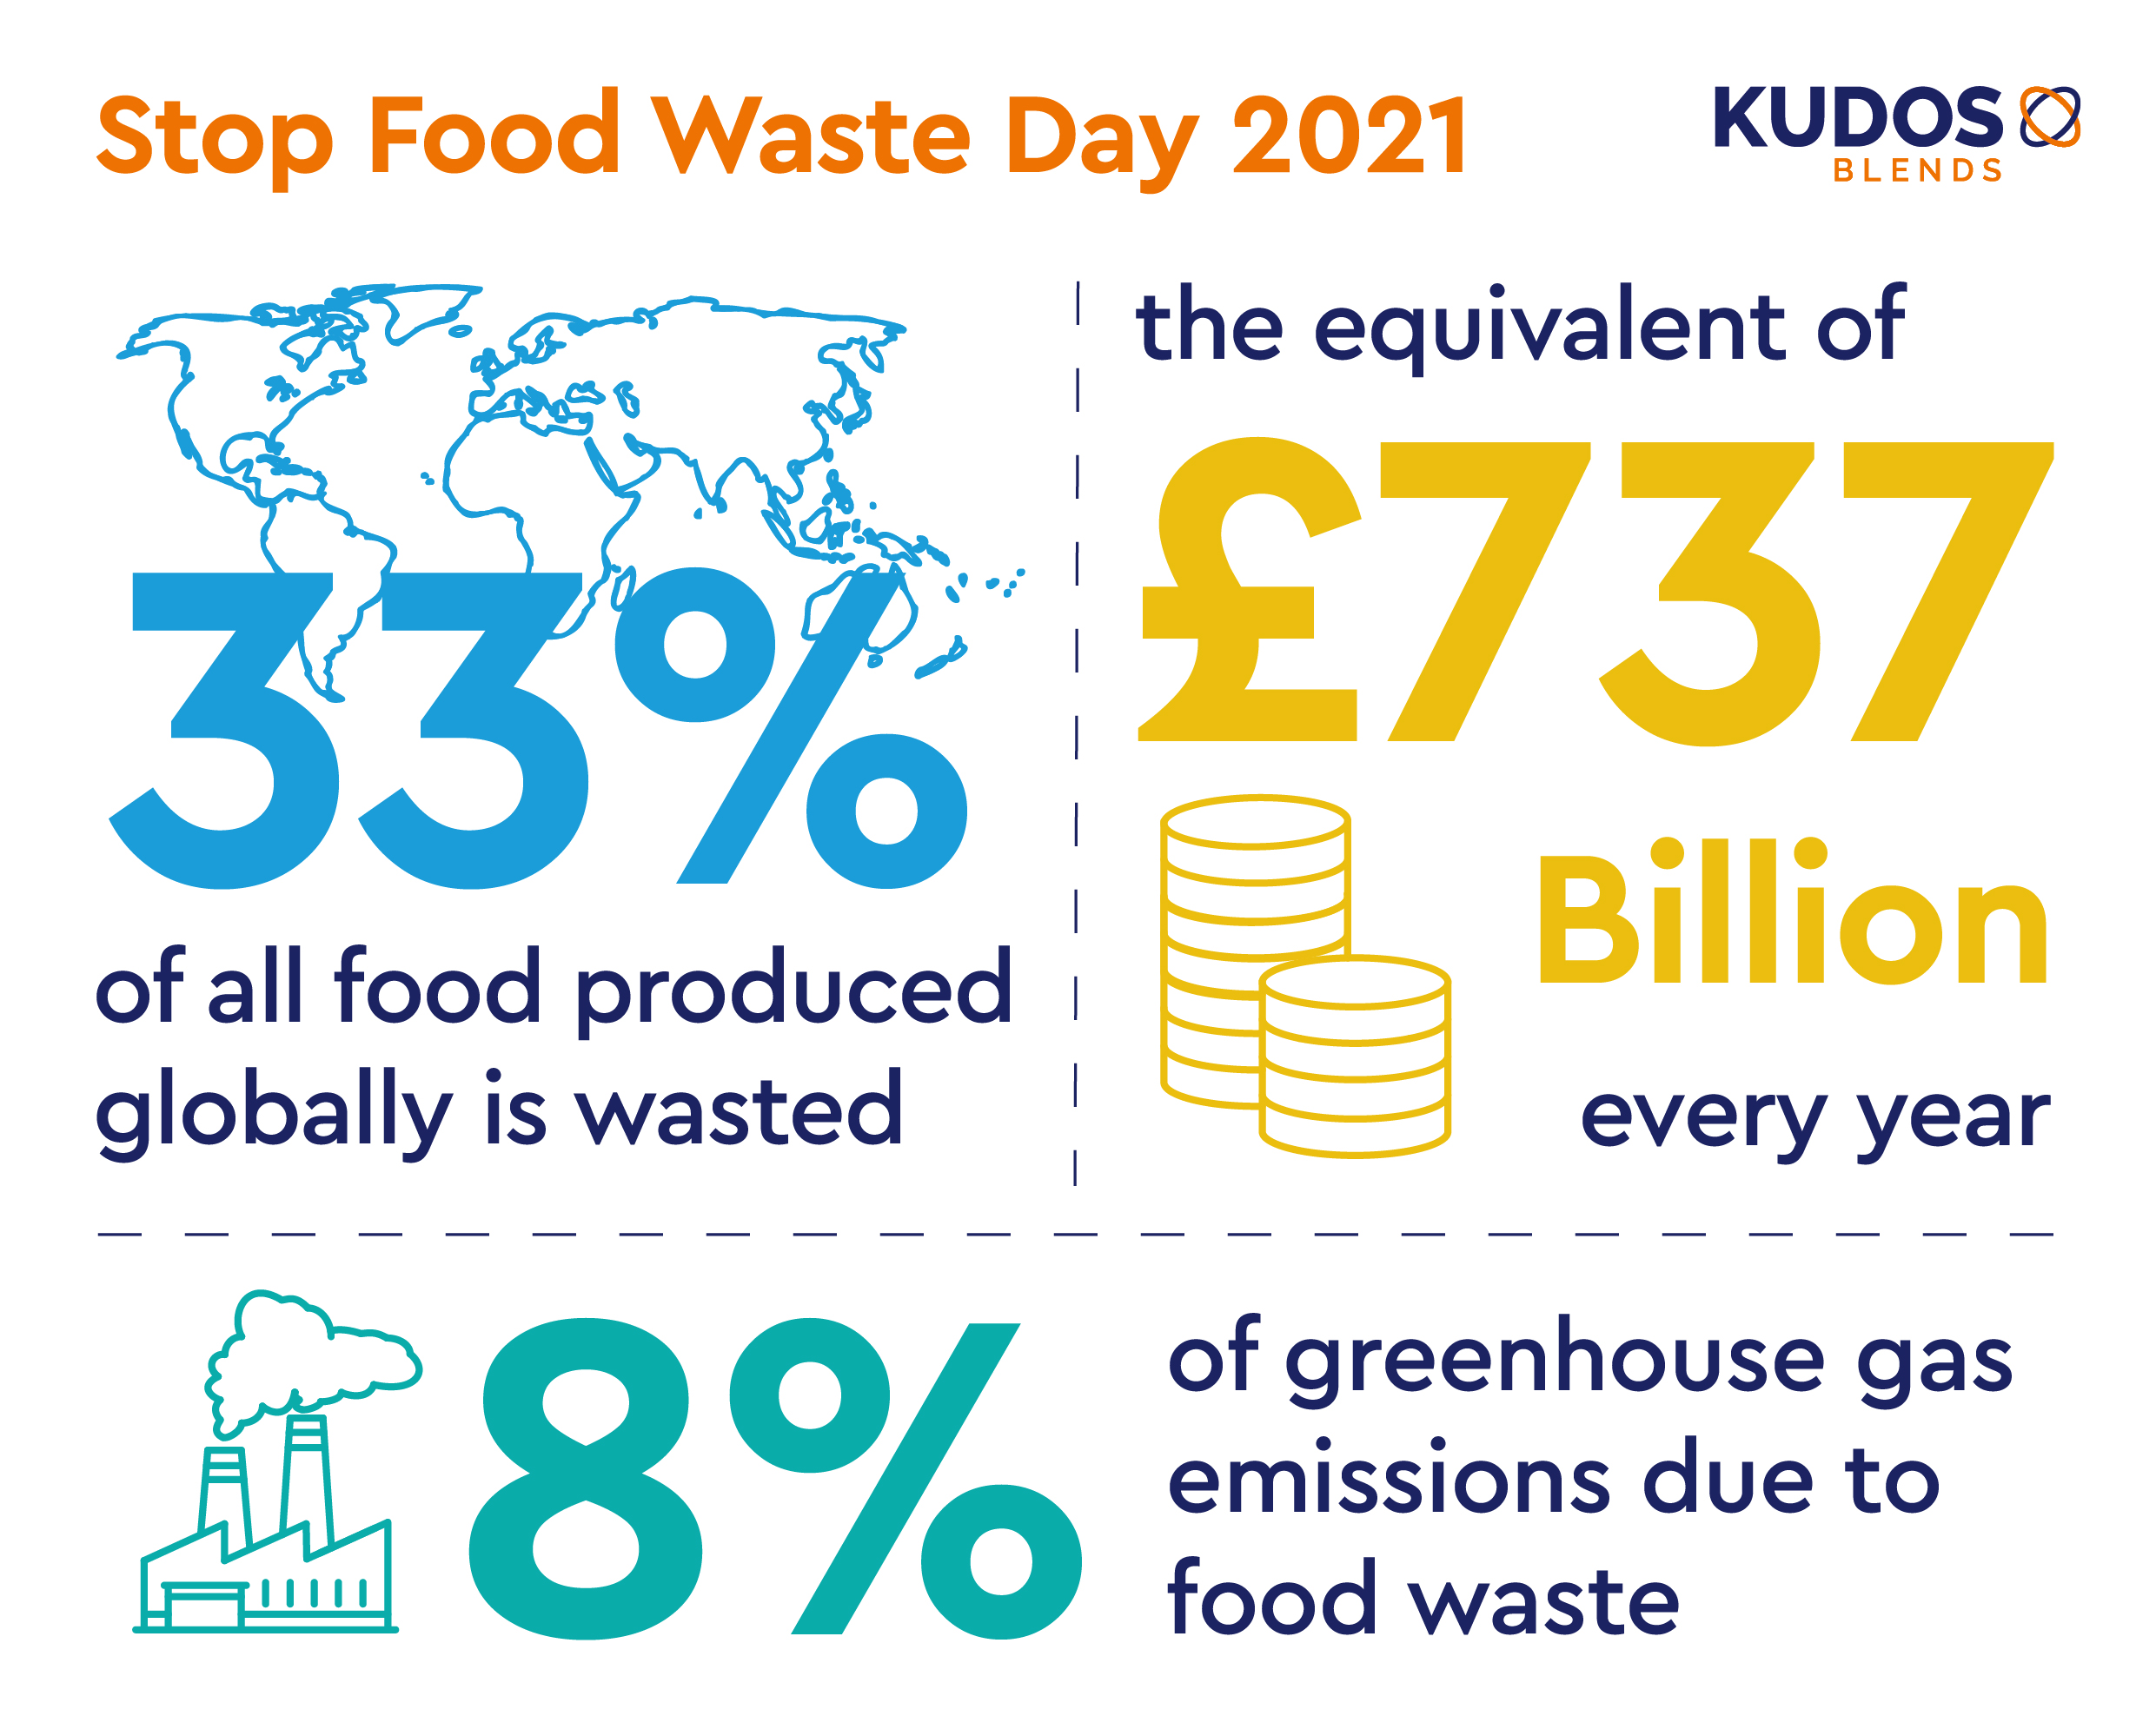 Stop Food Waste Day 2021
KUDOS
BLENDS
33%
of all food produced
globally is wasted
the equivalent of
£737
Billion
every year
8%
of greenhouse gas
emissions due to
food waste